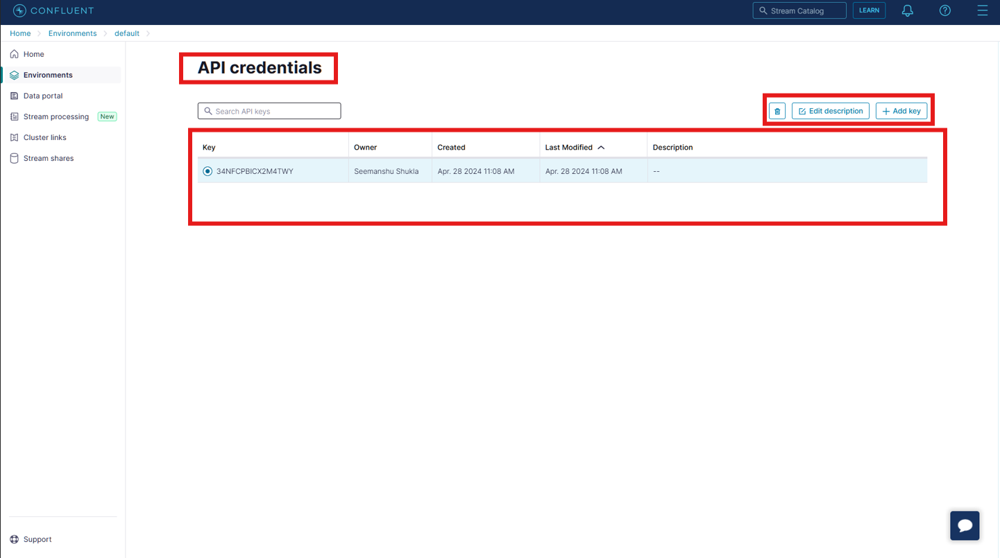 CONFLUENT
Stream Catalog
LEARN
Home
Environments
default
Home
Environments
Data portal
Stream processing New
Cluster links
Stream shares
Support
API credentials
Search API keys
Edit description
Add key
Key Owner Created Last Modified Description
34NFCPBICX2M4TWY Seemanshu Shukla Apr. 28 2024 11:08 AM Apr. 28 2024 11:08 AM --